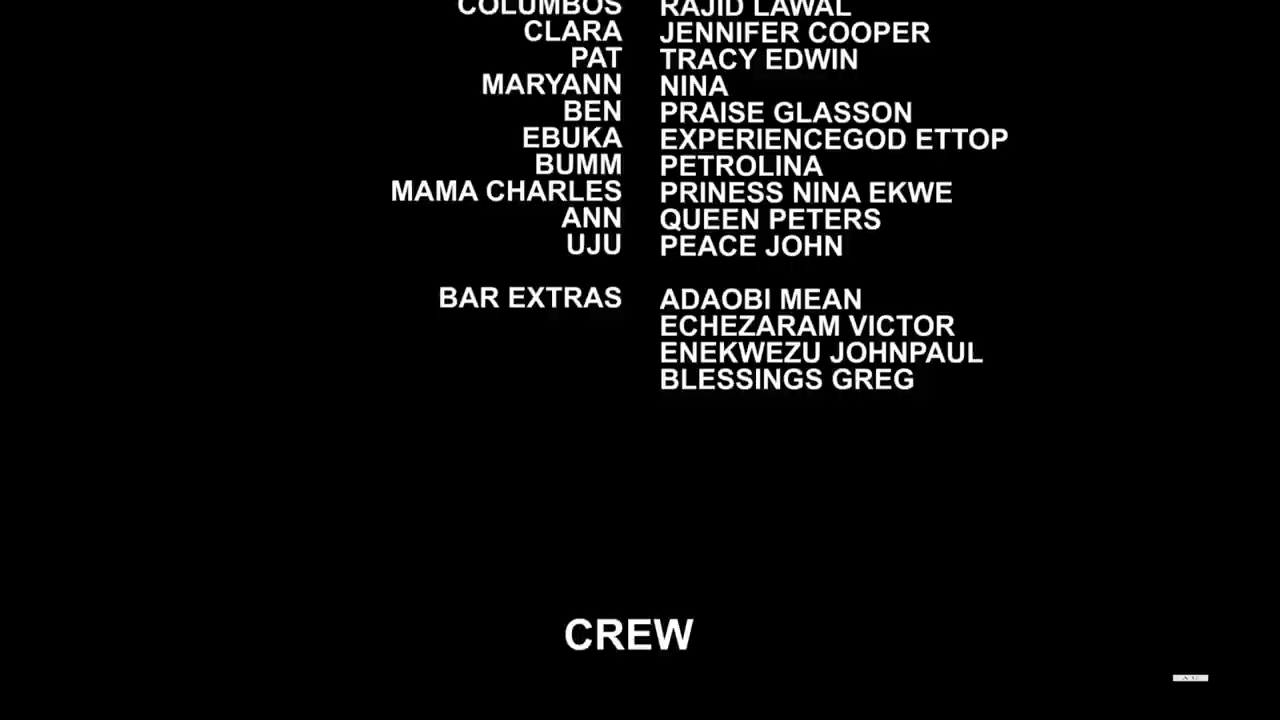 COLUMBOS RAJID LAWAL
CLARA JENNIFER COOPER
PAT TRACY EDWIN
MARYANN NINA
BEN PRAISE GLASSON
EBUKA EXPERIENCEGOD ETTOP
BUMM PETROLINA
MAMA CHARLES PRINESS NINA EKWE
ANN QUEEN PETERS
UJU PEACE JOHN
BAR EXTRAS ADAOBI MEAN
ECHEZARAM VICTOR
ENEKWEZU JOHNPAUL
BLESSINGS GREG
CREW